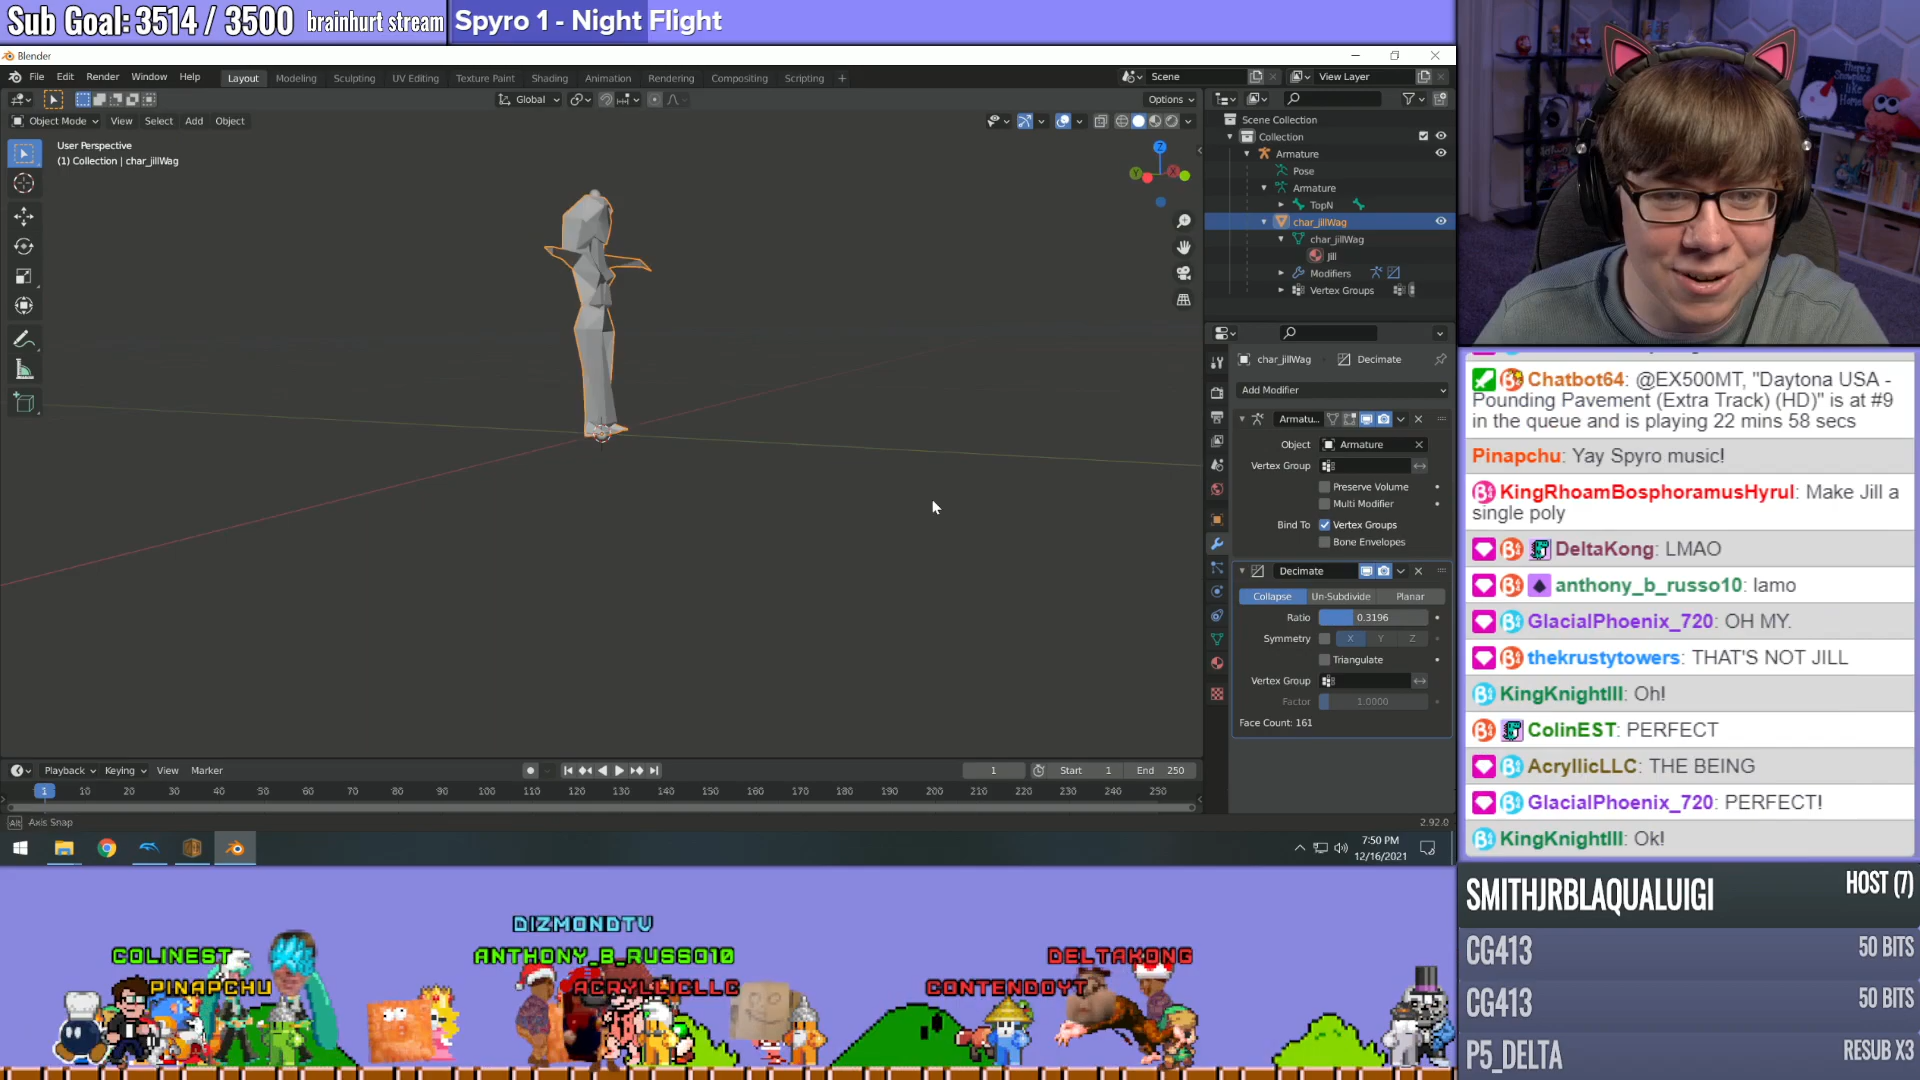 Sub Goal: 3514 / 3500 brainhurt stream
Spyro 1 - Night Flight
Blender
File Edit Render Window Help
Layout Modeling Sculpting UV Editing Texture Paint Shading Animation Rendering Compositing Scripting +
Scene
View Layer
Global
Options
Object Mode View Select Add Object
User Perspective
(1) Collection | char_jillWag
Z
Y
X
Scene Collection
Collection
Armature
Pose
Armature
TopN
char_jillWag
char_jillWag
Jill
Modifiers
Vertex Groups
char_jillWag Decimate
Add Modifier
Armatu...
Object Armature
Vertex Group
Preserve Volume
Multi Modifier
Bind To Vertex Groups
Bone Envelopes
Decimate
Collapse Un-Subdivide Planar
Ratio 0.3196
Symmetry X Y Z
Triangulate
Vertex Group
Factor 1.0000
Face Count: 161
Playback Keying View Marker
1 Start 1 End 250
1 10 20 30 40 50 60 70 80 90 100 110 120 130 140 150 160 170 180 190 200 210 220 230 240 250
Alt Axis Snap
2.92.0
7:50 PM
12/16/2021
There's Snowplace like Home
Chatbot64: @EX500MT, "Daytona USA -
Pounding Pavement (Extra Track) (HD)" is at #9
in the queue and is playing 22 mins 58 secs
Pinapchu: Yay Spyro music!
KingRhoamBosphoramusHyrul: Make Jill a
single poly
DeltaKong: LMAO
anthony_b_russo10: lamo
GlacialPhoenix_720: OH MY.
thekrustytowers: THAT'S NOT JILL
KingKnightIII: Oh!
ColinEST: PERFECT
AcryllicLLC: THE BEING
GlacialPhoenix_720: PERFECT!
KingKnightIII: Ok!
SMITHJRBLAQUALUIGI HOST (7)
CG413 50 BITS
CG413 50 BITS
P5_DELTA RESUB X3
DIZMONDTV
COLINEST
ANTHONY_B_RUSSO10
DELTAKONG
PINAPCHU
ACRYLLICLLC
CONTENDOYT